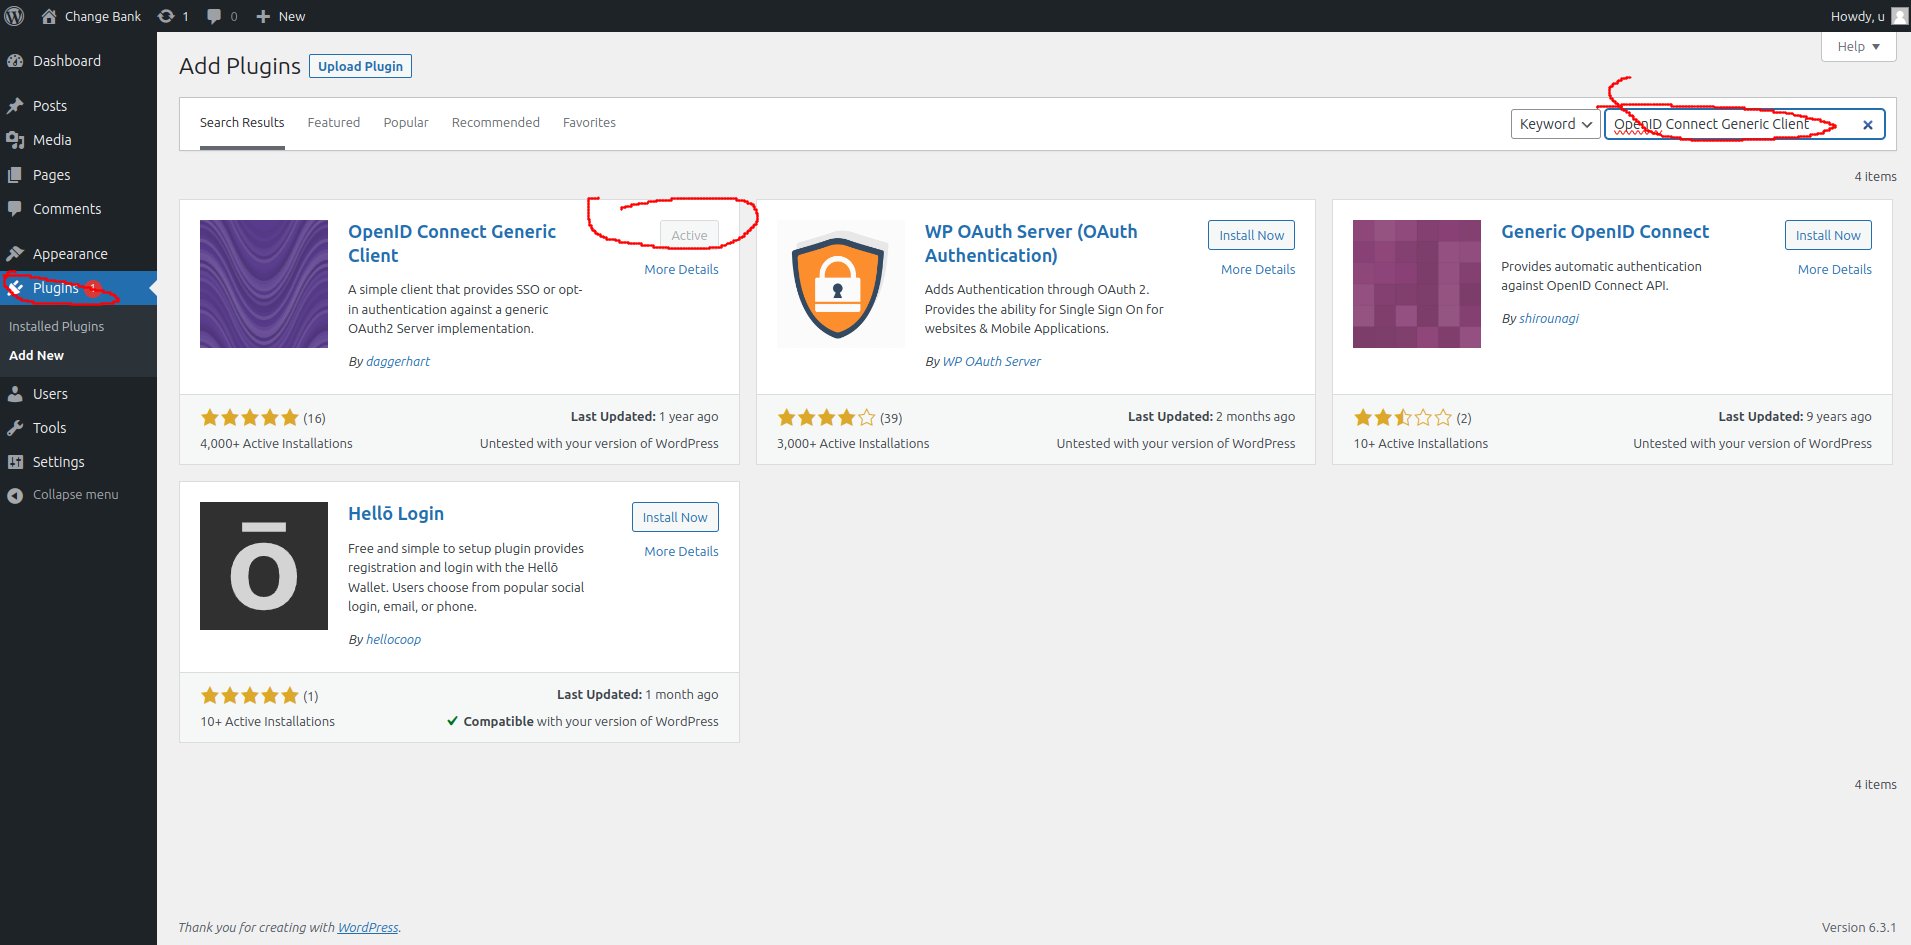 Change Bank 1 0 New Howdy, u
Help
Dashboard
Posts
Media
Pages
Comments
Appearance
Plugins 1
Installed Plugins
Add New
Users
Tools
Settings
Collapse menu
Add Plugins Upload Plugin
Search Results Featured Popular Recommended Favorites Keyword OpenID Connect Generic Client
4 items
OpenID Connect Generic
Client
Active
More Details
A simple client that provides SSO or opt-
in authentication against a generic
OAuth2 Server implementation.
By daggerhart
(16)
Last Updated: 1 year ago
4,000+ Active Installations
Untested with your version of WordPress
WP OAuth Server (OAuth
Authentication)
Install Now
More Details
Adds Authentication through OAuth 2.
Provides the ability for Single Sign On for
websites & Mobile Applications.
By WP OAuth Server
(39)
Last Updated: 2 months ago
3,000+ Active Installations
Untested with your version of WordPress
Generic OpenID Connect
Install Now
More Details
Provides automatic authentication
against OpenID Connect API.
By shirounagi
(2)
Last Updated: 9 years ago
10+ Active Installations
Untested with your version of WordPress
ō
Hellō Login
Install Now
More Details
Free and simple to setup plugin provides
registration and login with the Hellō
Wallet. Users choose from popular social
login, email, or phone.
By hellocoop
(1)
Last Updated: 1 month ago
10+ Active Installations
Compatible with your version of WordPress
4 items
Thank you for creating with WordPress.
Version 6.3.1